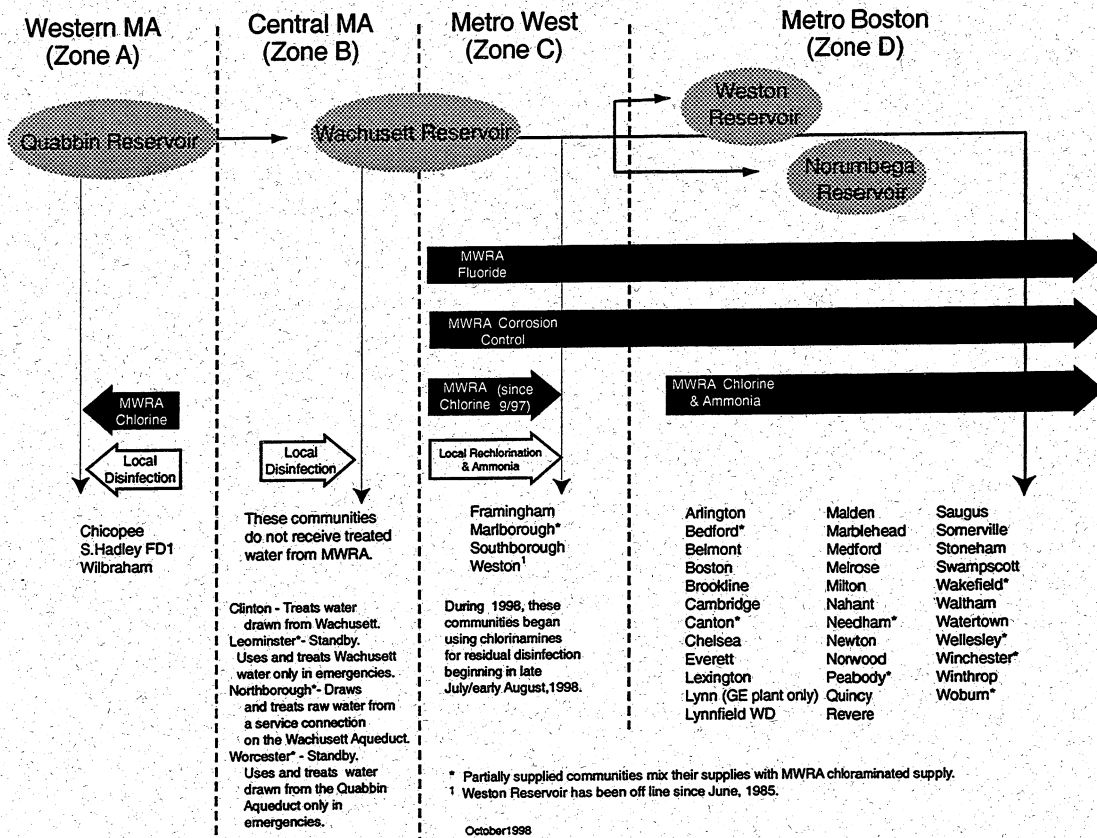 Western MA
(Zone A)
Central MA
(Zone B)
Metro West
(Zone C)
Metro Boston
(Zone D)
Quabbin Reservoir
Wachusett Reservoir
Weston
Reservoir
Norumbega
Reservoir
MWRA
Fluoride
MWRA Corrosion
Control
MWRA
Chlorine
MWRA (since
Chlorine 9/97)
MWRA Chlorine
& Ammonia
Local
Disinfection
Local
Disinfection
Local Rechlorination
& Ammonia
Chicopee
S.Hadley FD1
Wilbraham
These communities
do not receive treated
water from MWRA.
Clinton - Treats water
drawn from Wachusett.
Leominster*- Standby.
Uses and treats Wachusett
water only in emergencies.
Northborough*- Draws
and treats raw water from
a service connection
on the Wachusett Aqueduct.
Worcester* - Standby.
Uses and treats water
drawn from the Quabbin
Aqueduct only in
emergencies.
Framingham
Marlborough*
Southborough
Weston¹
During 1998, these
communities began
using chlorinamines
for residual disinfection
beginning in late
July/early August,1998.
Arlington
Bedford*
Belmont
Boston
Brookline
Cambridge
Canton*
Chelsea
Everett
Lexington
Lynn (GE plant only)
Lynnfield WD
Malden
Marblehead
Medford
Melrose
Milton
Nahant
Needham*
Newton
Norwood
Peabody*
Quincy
Revere
Saugus
Somerville
Stoneham
Swampscott
Wakefield*
Waltham
Watertown
Wellesley*
Winchester*
Winthrop
Woburn*
* Partially supplied communities mix their supplies with MWRA chloraminated supply.
1 Weston Reservoir has been off line since June, 1985.
October1998